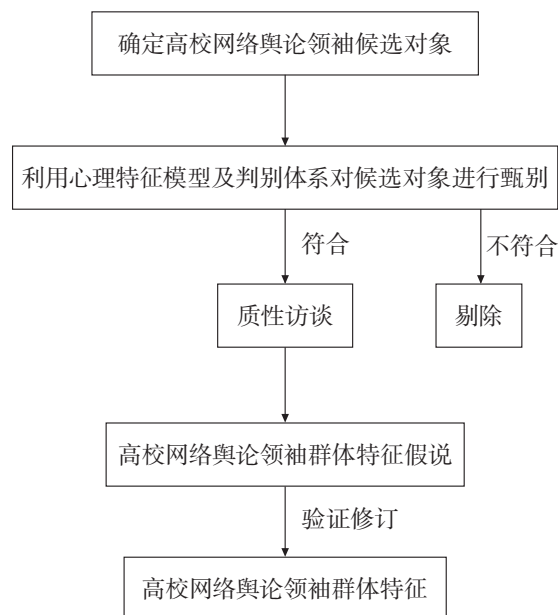 确定高校网络舆论领袖候选对象
利用心理特征模型及判别体系对候选对象进行甄别
符合
不符合
质性访谈
剔除
高校网络舆论领袖群体特征假说
验证修订
高校网络舆论领袖群体特征